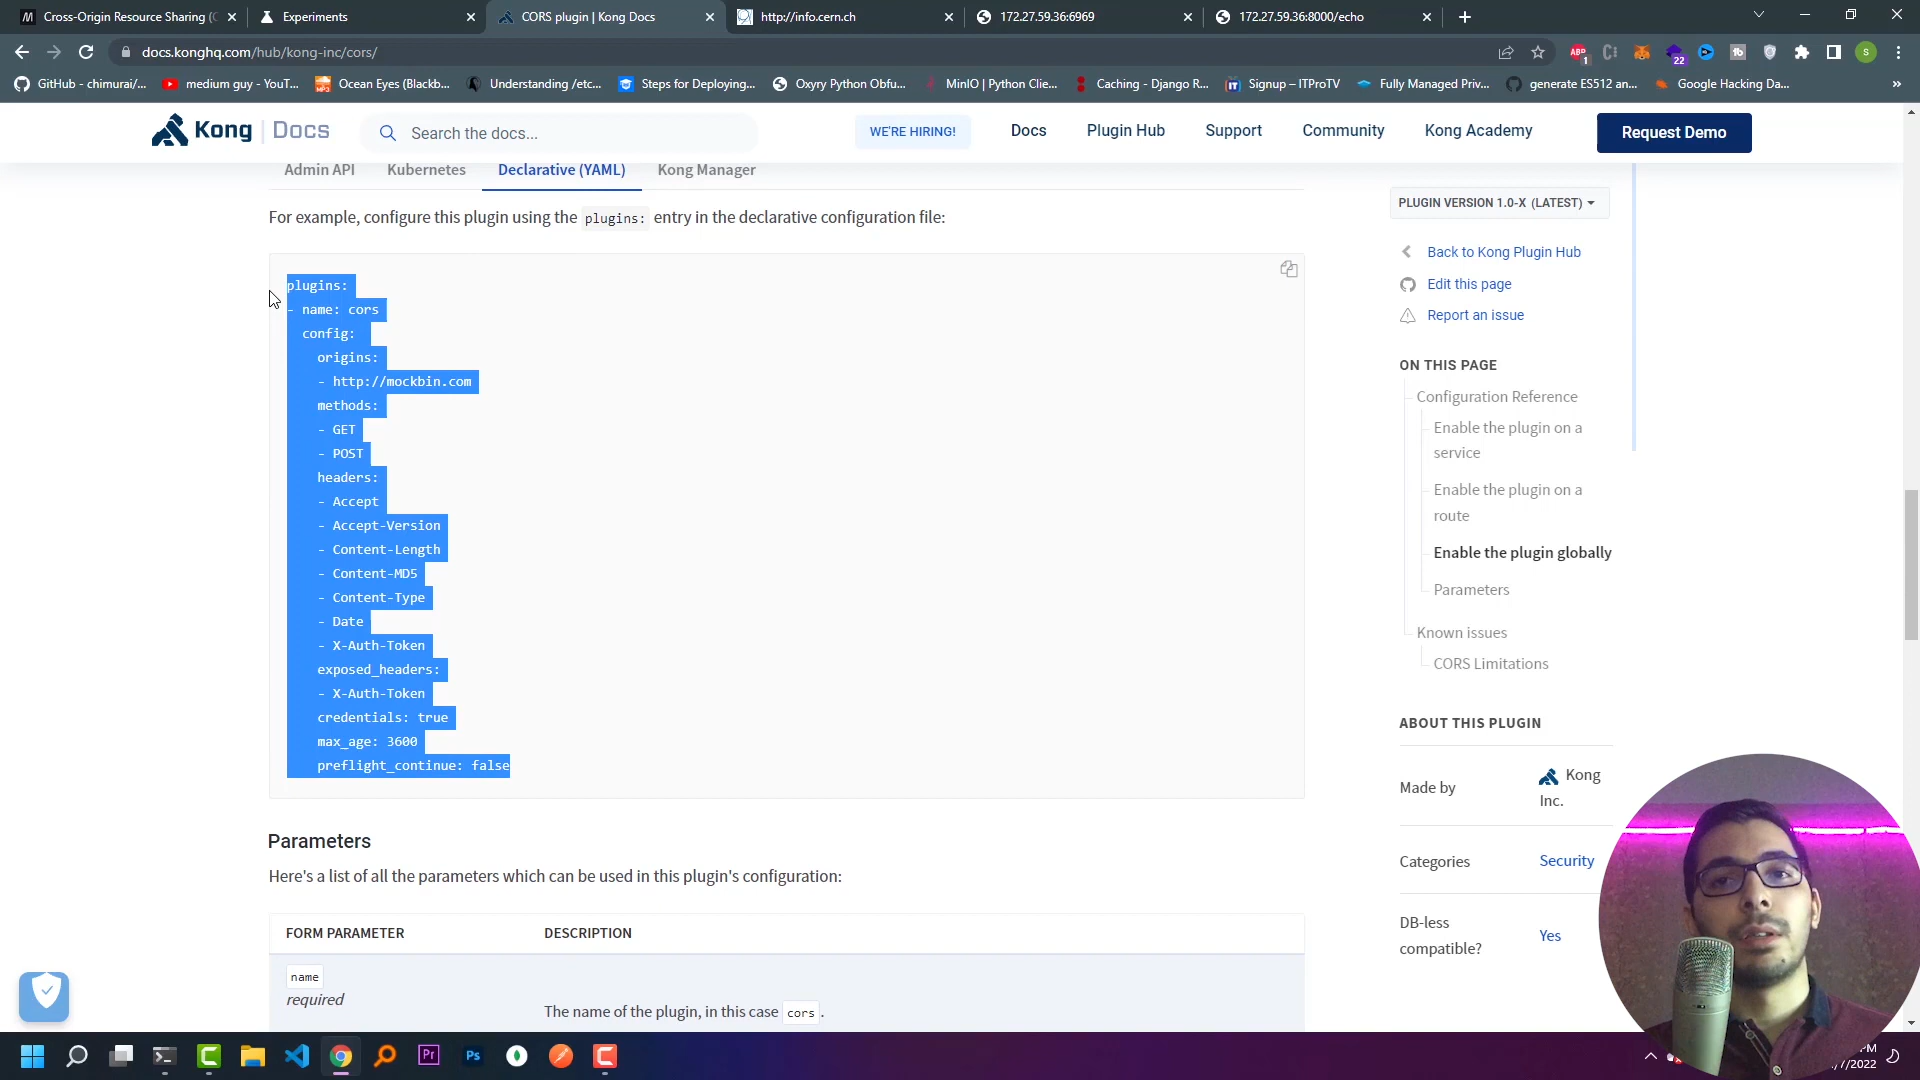 Cross-Origin Resource Sharing (C
Experiments
CORS plugin | Kong Docs
http://info.cern.ch
172.27.59.36:6969
172.27.59.36:8000/echo
docs.konghq.com/hub/kong-inc/cors/
GitHub - chimurai/...
medium guy - YouT...
Ocean Eyes (Blackb...
Understanding /etc...
Steps for Deploying...
Oxyry Python Obfu...
MinIO | Python Clie...
Caching - Django R...
Signup – ITProTV
Fully Managed Priv...
generate ES512 an...
Google Hacking Da...
Kong | Docs
Search the docs...
WE'RE HIRING!
Docs
Plugin Hub
Support
Community
Kong Academy
Request Demo
Admin API
Kubernetes
Declarative (YAML)
Kong Manager
For example, configure this plugin using the plugins: entry in the declarative configuration file:
plugins:
- name: cors
config:
origins:
- http://mockbin.com
methods:
- GET
- POST
headers:
- Accept
- Accept-Version
- Content-Length
- Content-MD5
- Content-Type
- Date
- X-Auth-Token
exposed_headers:
- X-Auth-Token
credentials: true
max_age: 3600
preflight_continue: false
Parameters
Here's a list of all the parameters which can be used in this plugin's configuration:
FORM PARAMETER
DESCRIPTION
name
required
The name of the plugin, in this case cors.
PLUGIN VERSION 1.0-X (LATEST)
Back to Kong Plugin Hub
Edit this page
Report an issue
ON THIS PAGE
Configuration Reference
Enable the plugin on a
service
Enable the plugin on a
route
Enable the plugin globally
Parameters
Known issues
CORS Limitations
ABOUT THIS PLUGIN
Made by
Kong
Inc.
Categories
Security
DB-less
compatible?
Yes
PM
/7/2022